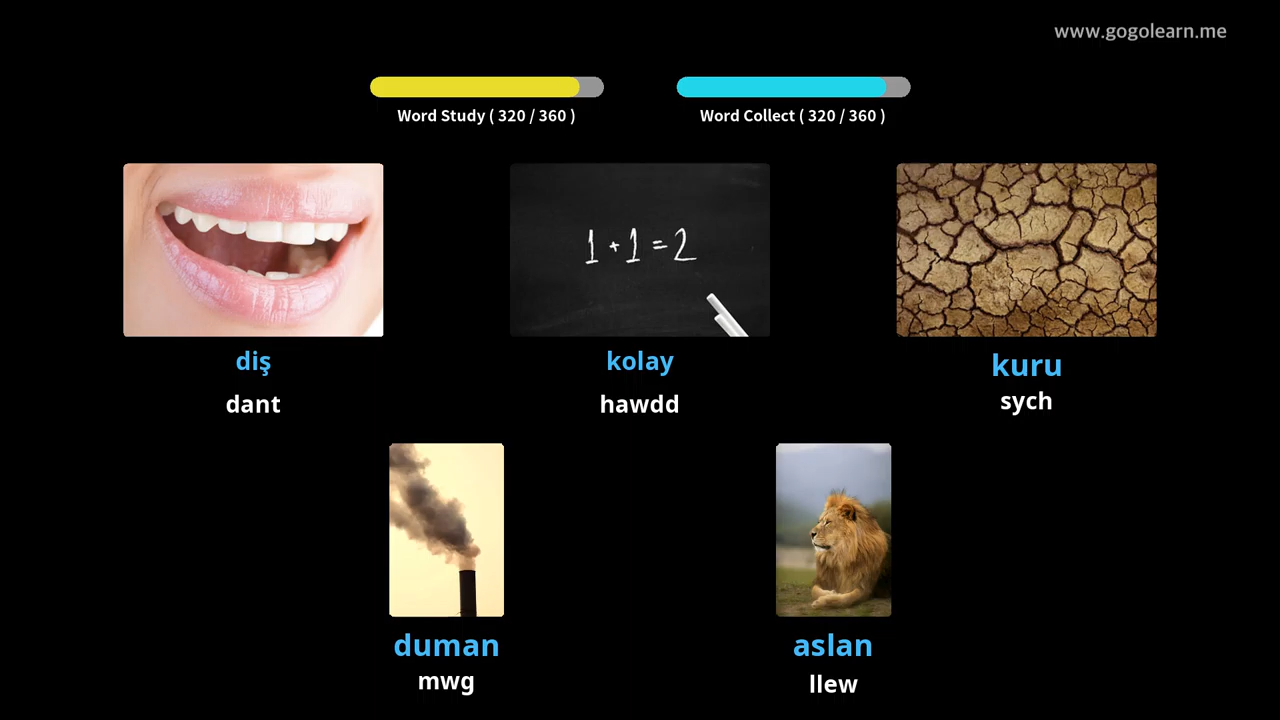 www.gogolearn.me
Word Study ( 320 / 360 )
Word Collect ( 320 / 360 )
1 + 1 = 2
diş
dant
kolay
hawdd
kuru
sych
duman
mwg
aslan
llew